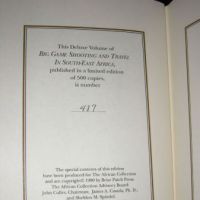 This Deluxe Volume of
BIG GAME SHOOTING AND TRAVEL
IN SOUTH-EAST AFRICA,
published in a limited edition
of 500 copies,
is number
417
The special contents of this edition
have been produced for The African Collection
and are copyrighted: 1990 by Briar Patch Press.
The African Collection Advisory Board:
John Culler, Chairman; James A. Casada, Ph. D.;
and Sheldon M. Spindel.